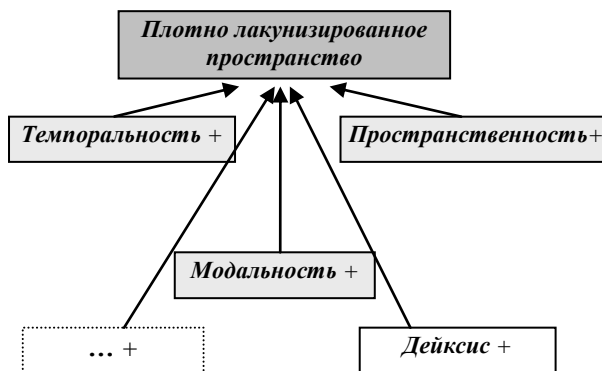 Плотно лакунизированное
пространство
Темпоральность +
Пространственность+
Модальность +
... +
Дейксис +